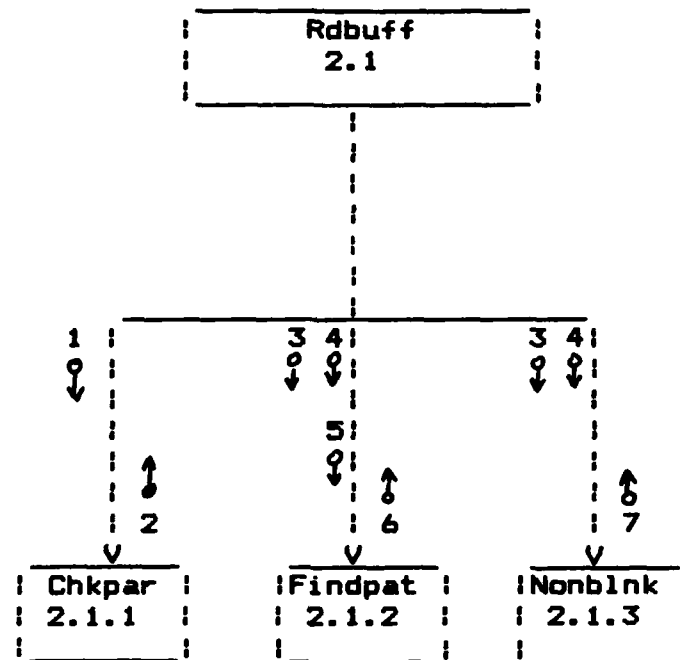 Rdbuff
2.1
1 3 4 3 4
5
2 6 7
Chkpar Findpat Nonblnk
2.1.1 2.1.2 2.1.3